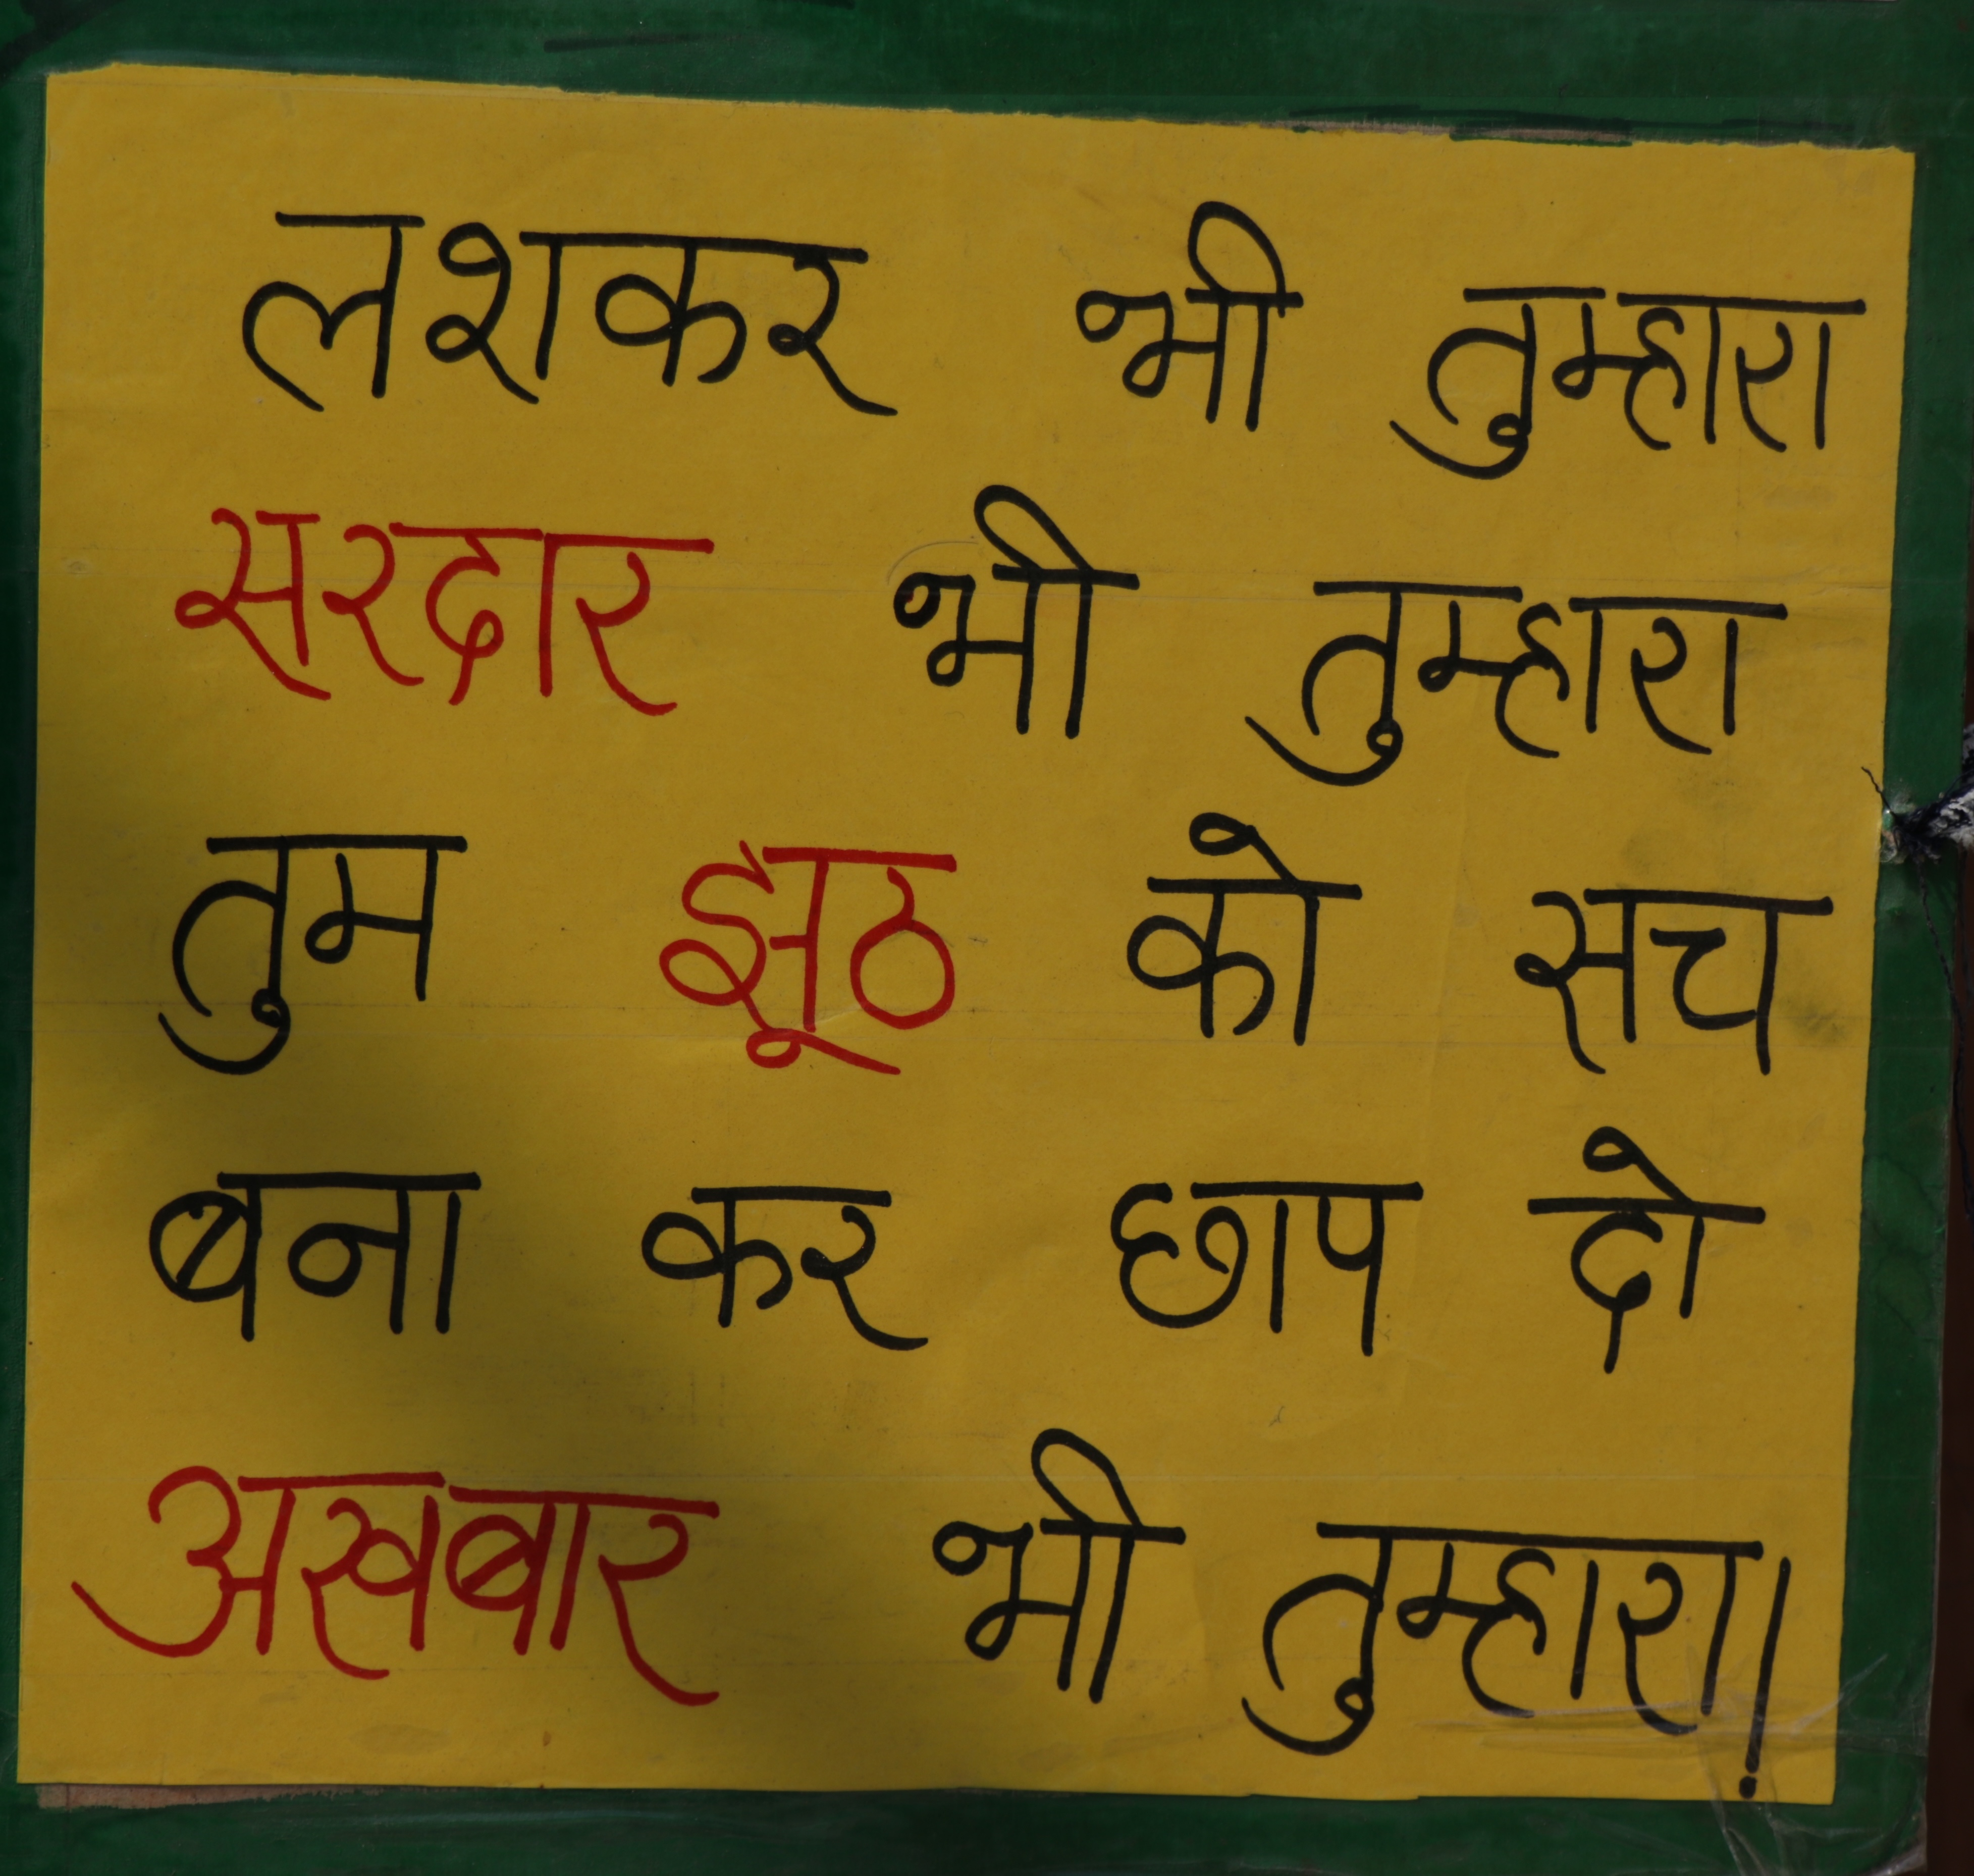 लशकर भी तुम्हारा
सरदार भी तुम्हारा
तुम झूठ को सच
बना कर छाप दो
अखबार भी तुम्हारा!